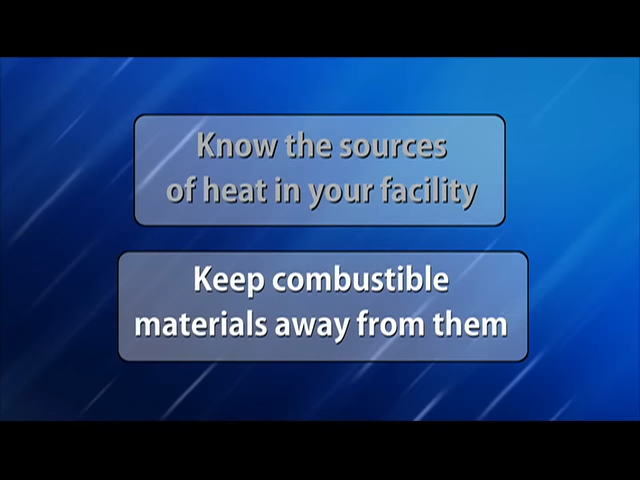 Know the sources
of heat in your facility
Keep combustible
materials away from them